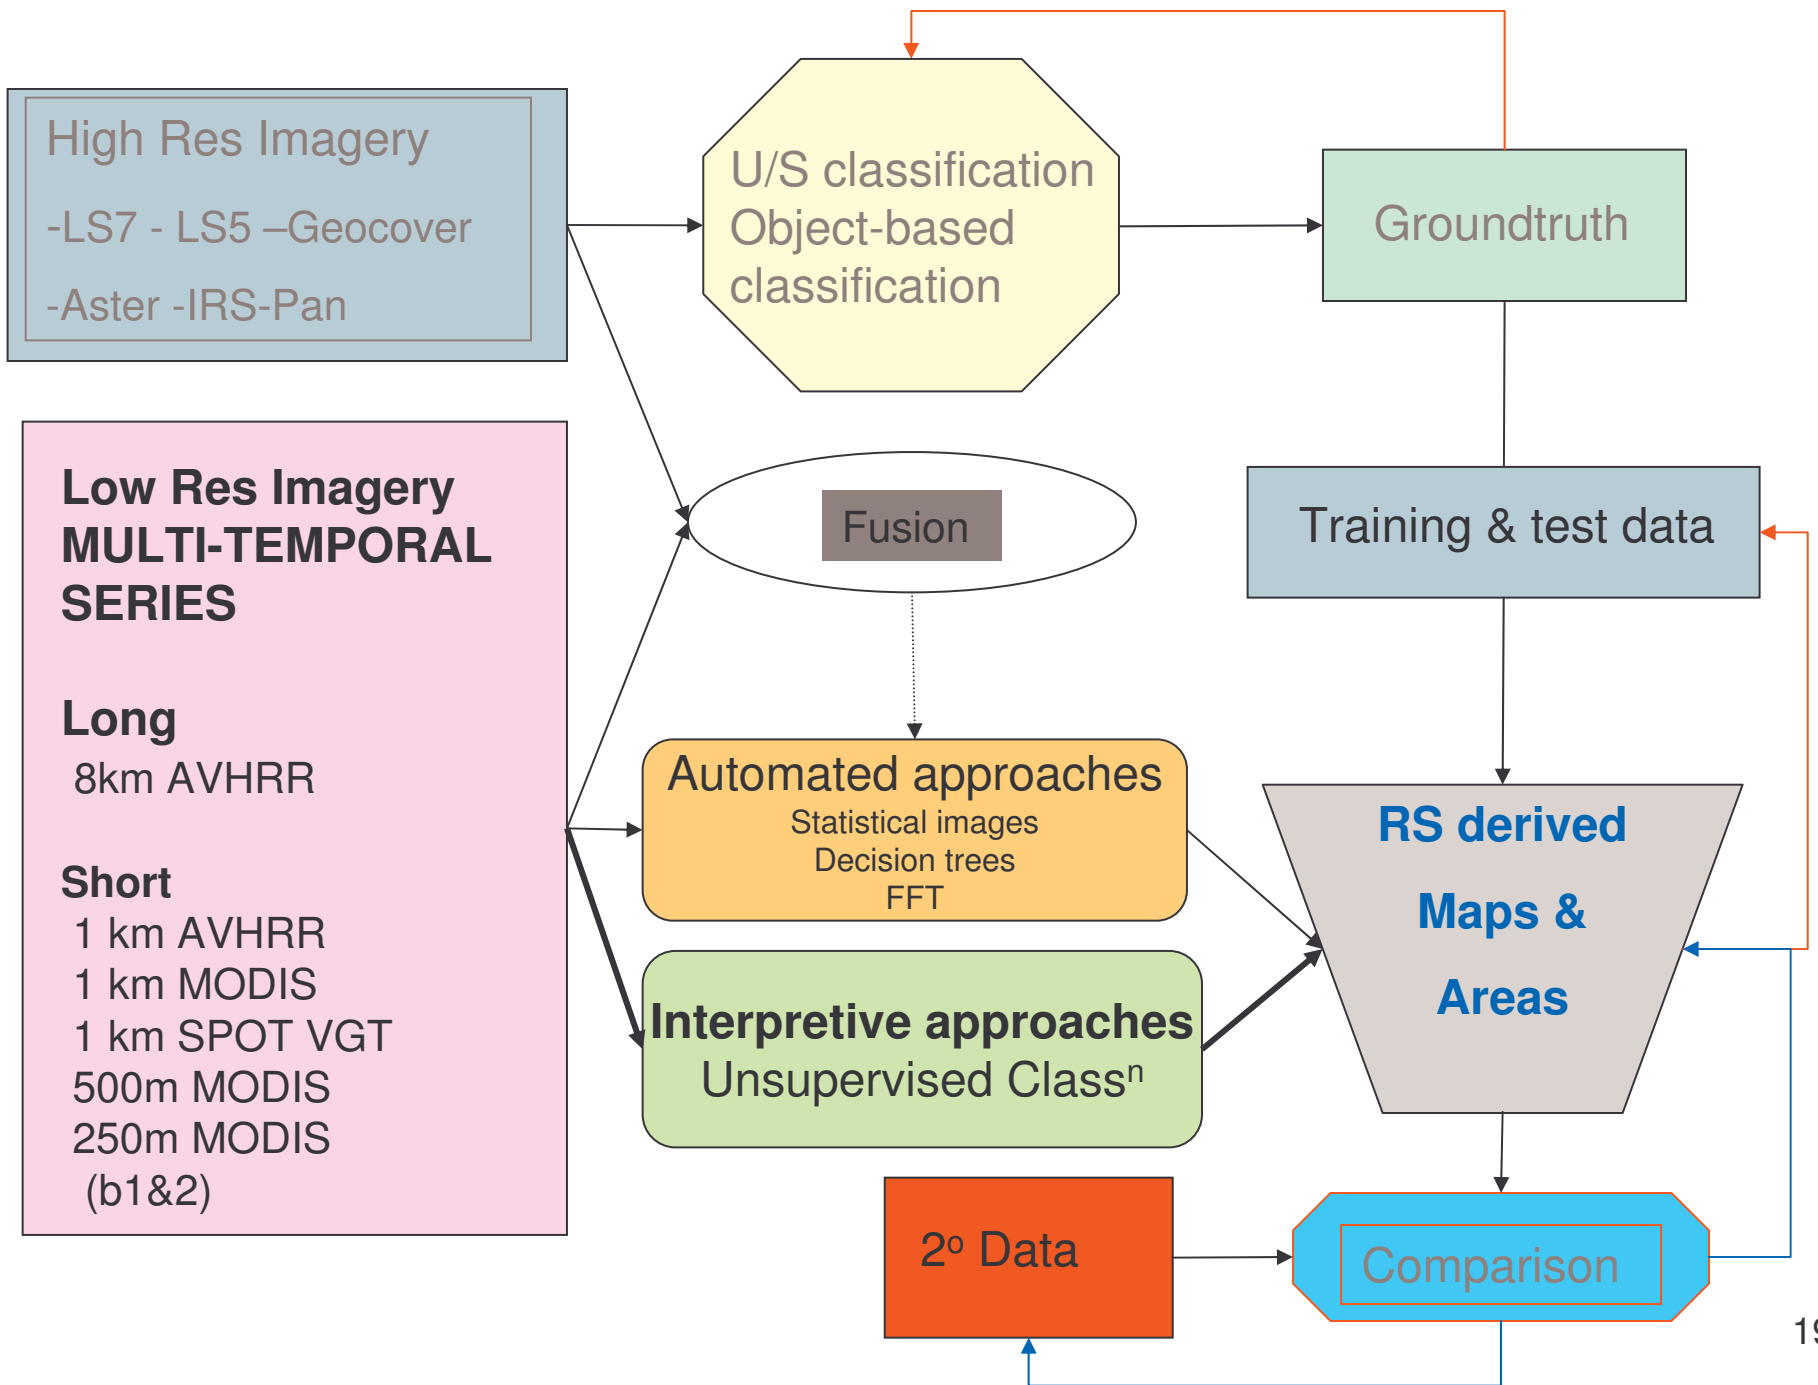 High Res Imagery
-LS7 - LS5 –Geocover
-Aster -IRS-Pan
U/S classification
Object-based
classification
Groundtruth
Low Res Imagery
MULTI-TEMPORAL
SERIES
Long
8km AVHRR
Short
1 km AVHRR
1 km MODIS
1 km SPOT VGT
500m MODIS
250m MODIS
(b1&2)
Fusion
Training & test data
Automated approaches
Statistical images
Decision trees
FFT
Interpretive approaches
Unsupervised Classⁿ
RS derived
Maps &
Areas
2º Data
Comparison
19